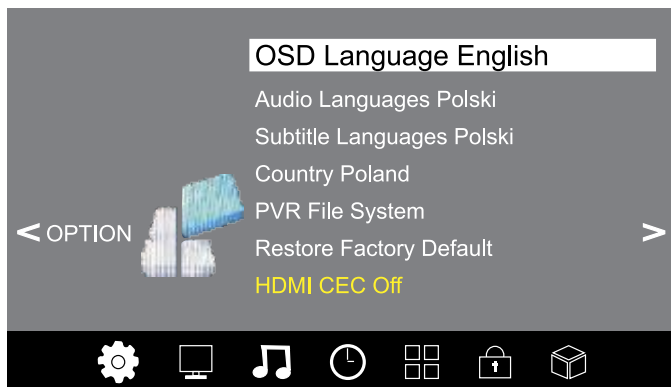 OSD Language English
Audio Languages Polski
Subtitle Languages Polski
Country Poland
PVR File System
< OPTION >
Restore Factory Default
HDMI CEC Off